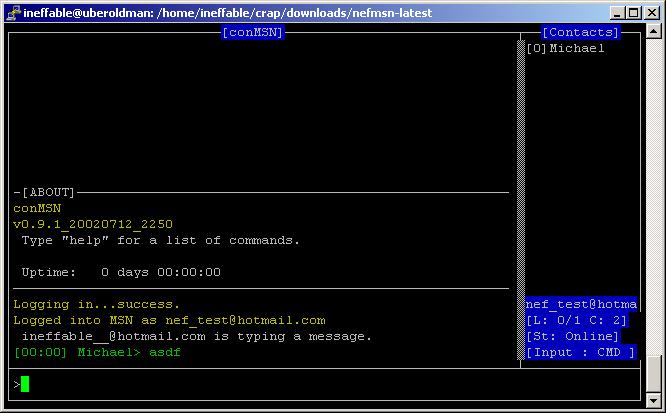 ineffable@uberoldman: /home/ineffable/crap/downloads/nefmsn-latest
[conMSN]
[Contacts]
[O]Michael
-[ABOUT]
conMSN
v0.9.1_20020712_2250
Type "help" for a list of commands.
Uptime:   0 days 00:00:00
Logging in...success.
Logged into MSN as nef_test@hotmail.com
ineffable__@hotmail.com is typing a message.
[00:00] Michael> asdf
nef_test@hotma
[L: 0/1 C: 2]
[St: Online]
[Input : CMD ]
>